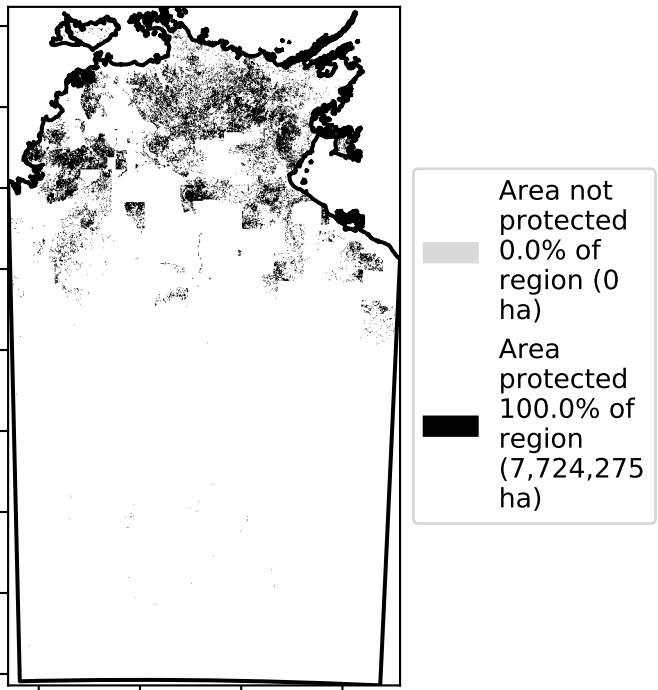 Area not
protected
0.0% of
region (0
ha)
Area
protected
100.0% of
region
(7,724,275
ha)